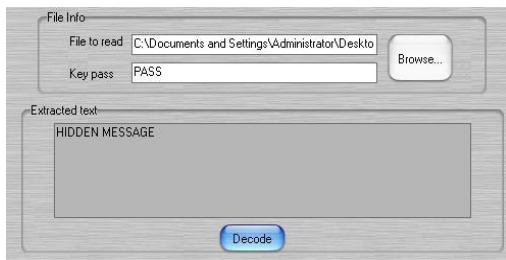 File Info
File to read C:\Documents and Settings\Administrator\Deskto
Browse...
Key pass PASS
Extracted text
HIDDEN MESSAGE
Decode